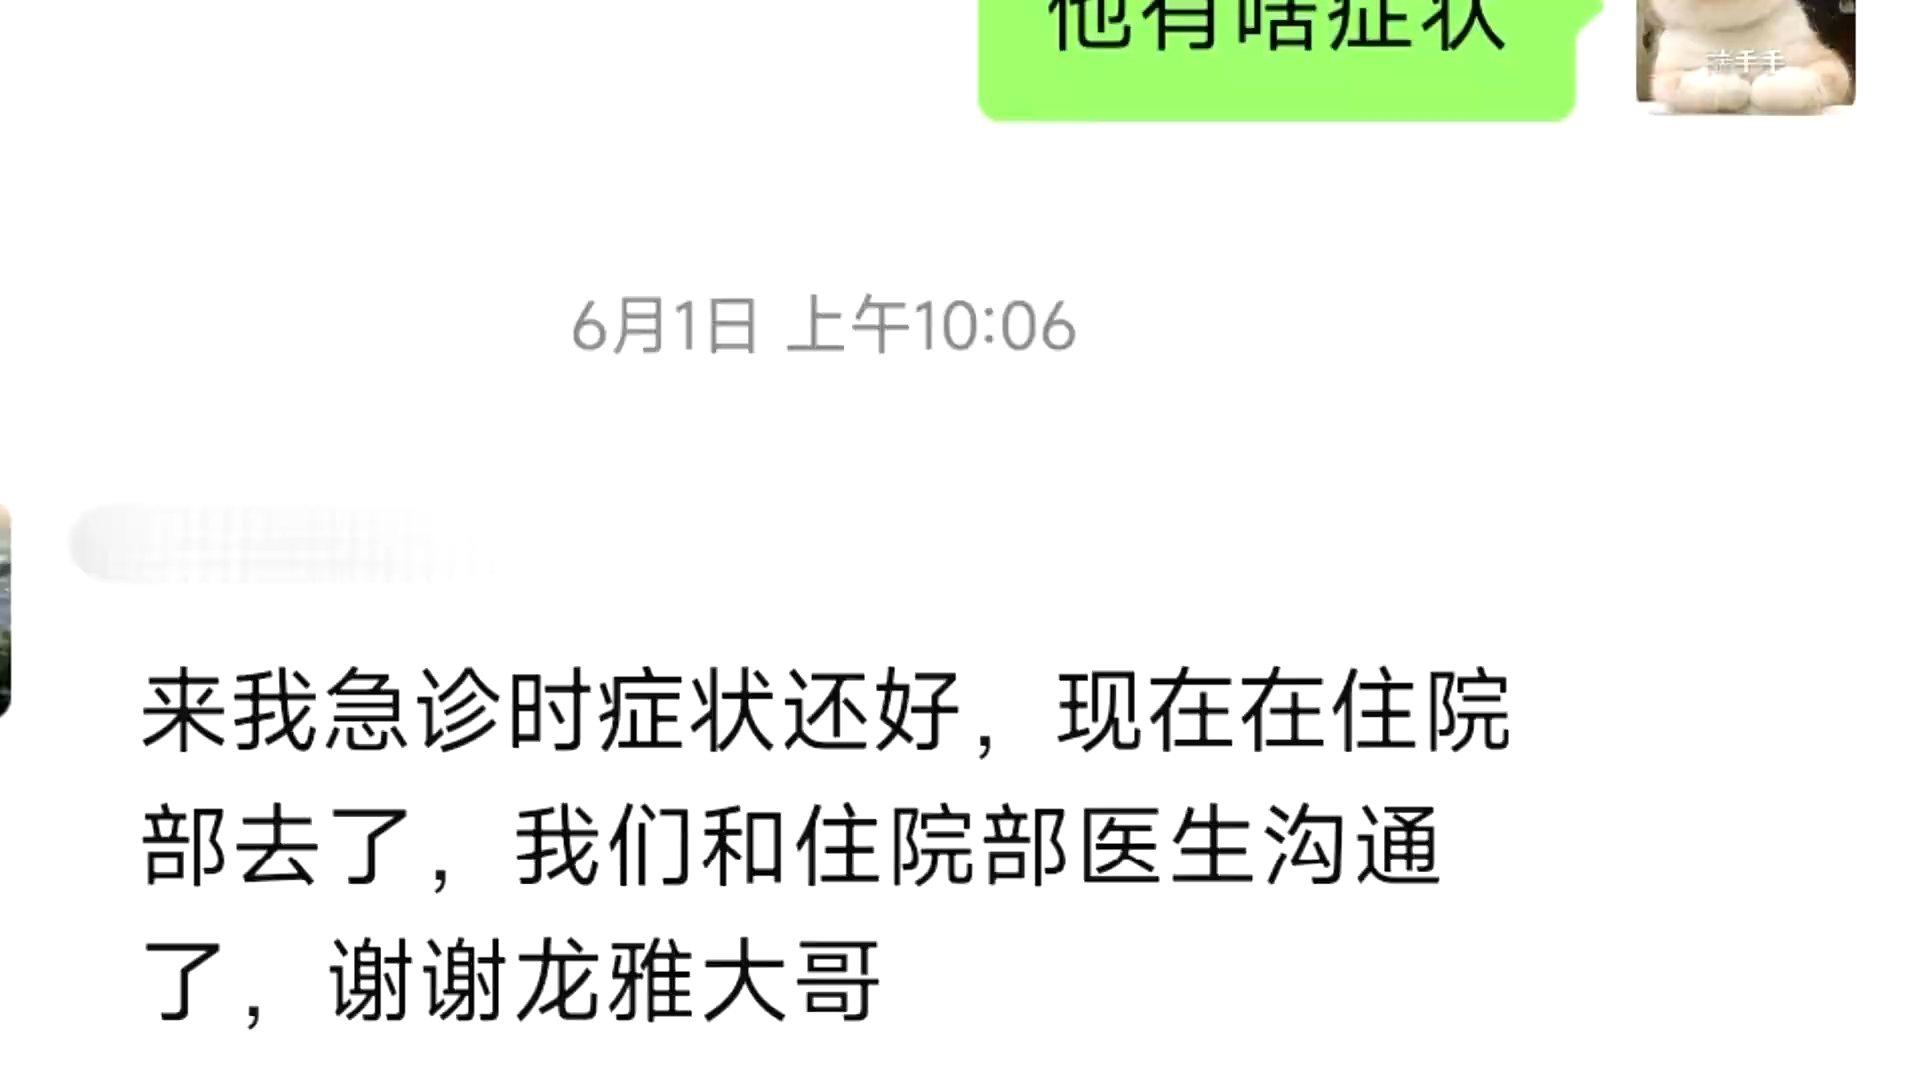 他有啥症状
6月1日 上午10:06
来我急诊时症状还好，现在在住院
部去了，我们和住院部医生沟通
了，谢谢龙雅大哥